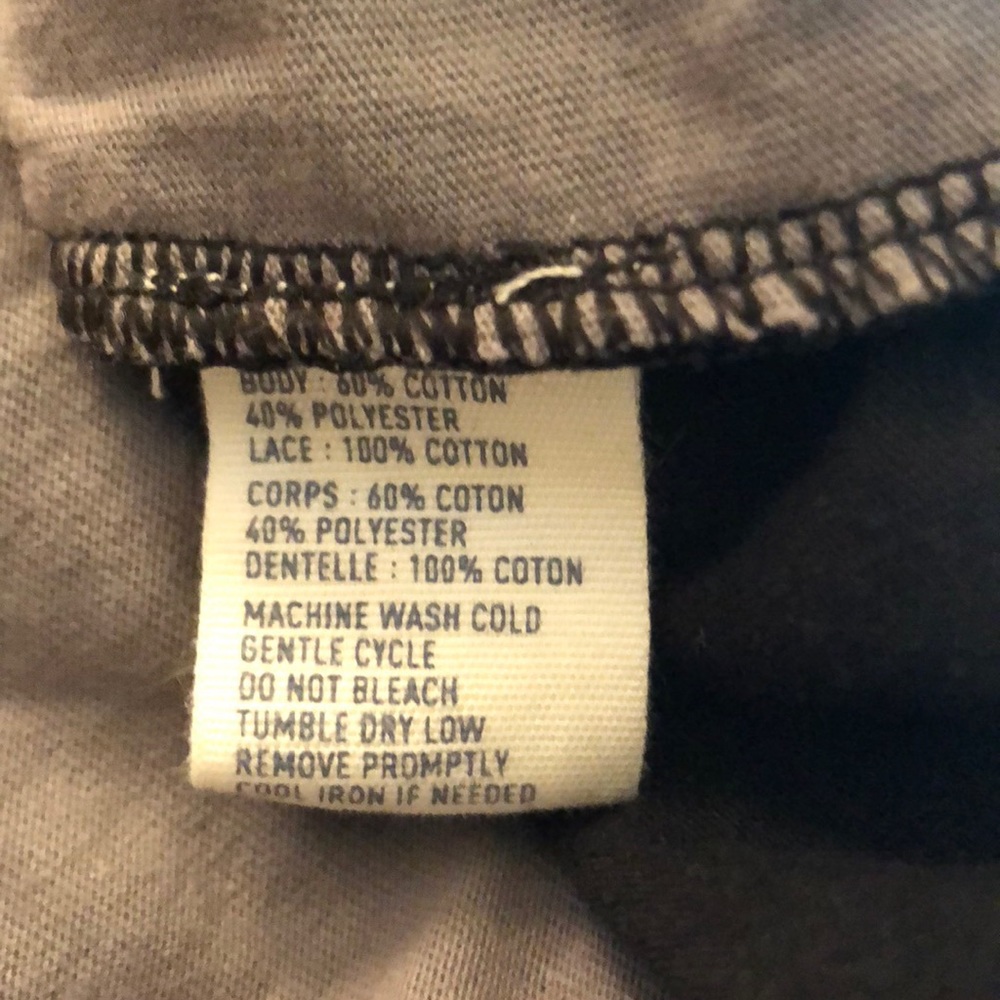 BODY : 60% COTTON
40% POLYESTER
LACE : 100% COTTON
CORPS : 60% COTON
40% POLYESTER
DENTELLE : 100% COTON
MACHINE WASH COLD
GENTLE CYCLE
DO NOT BLEACH
TUMBLE DRY LOW
REMOVE PROMPTLY
COOL IRON IF NEEDED